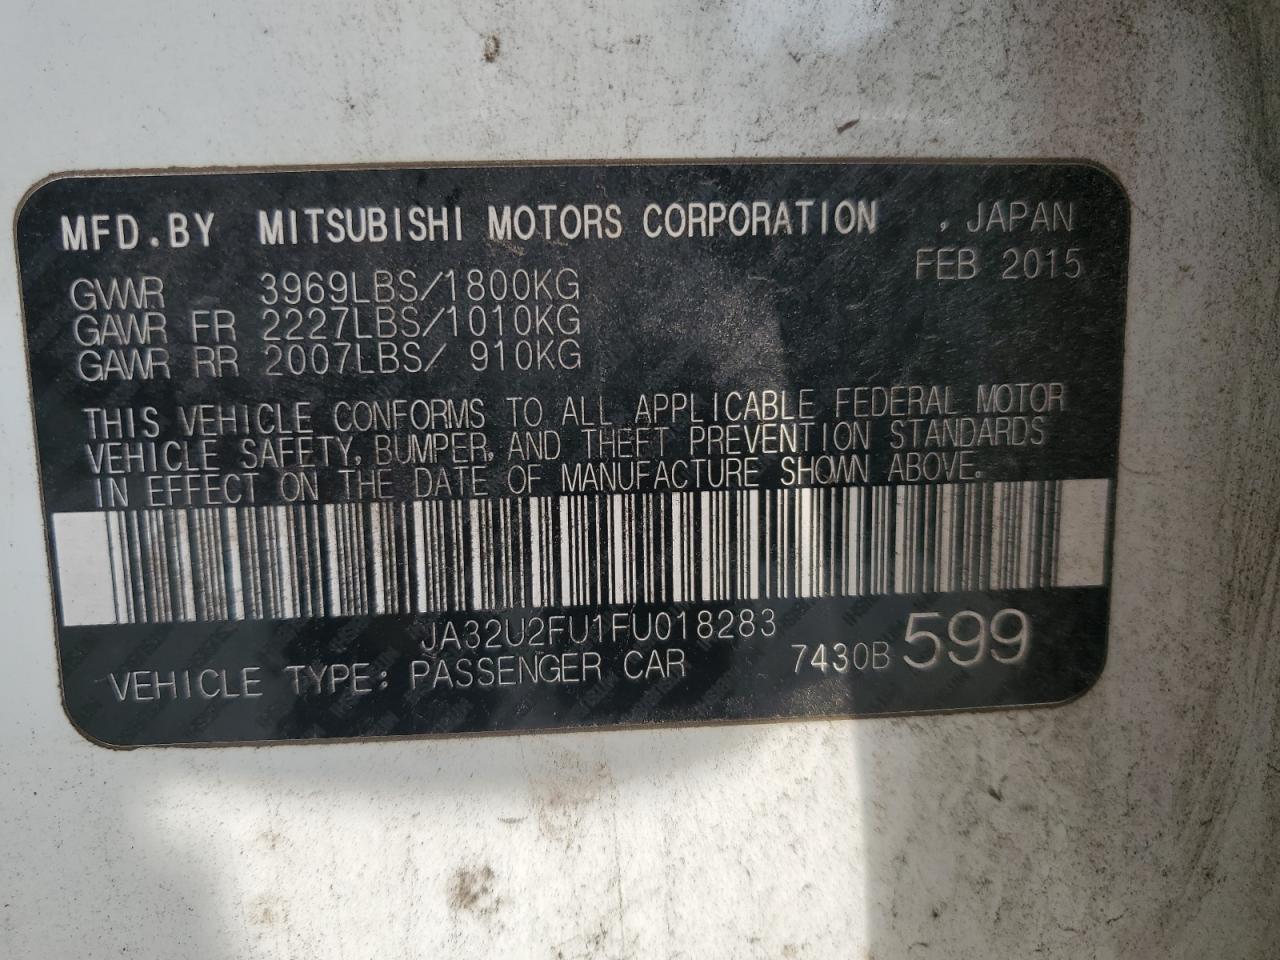 MFD.BY MITSUBISHI MOTORS CORPORATION , JAPAN
FEB 2015
GVWR 3969LBS/1800KG
GAWR FR 2227LBS/1010KG
GAWR RR 2007LBS/ 910KG
THIS VEHICLE CONFORMS TO ALL APPLICABLE FEDERAL MOTOR
VEHICLE SAFETY, BUMPER, AND THEFT PREVENTION STANDARDS
IN EFFECT ON THE DATE OF MANUFACTURE SHOWN ABOVE.
JA32U2FU1FU018283
VEHICLE TYPE: PASSENGER CAR 7430B 599